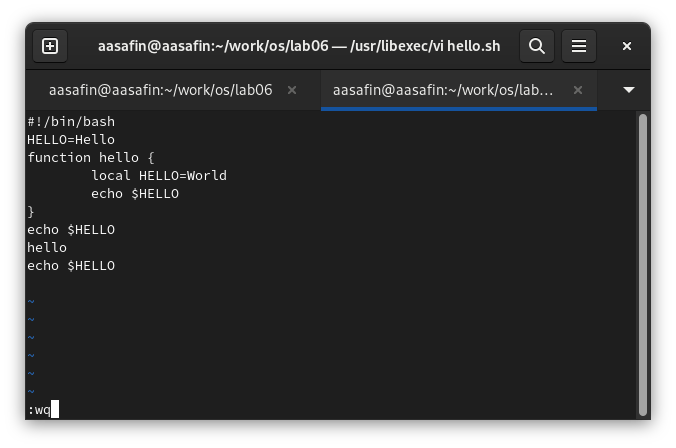 aasafin@aasafin:~/work/os/lab06 — /usr/libexec/vi hello.sh
aasafin@aasafin:~/work/os/lab06
aasafin@aasafin:~/work/os/lab…
#!/bin/bash
HELLO=Hello
function hello {
        local HELLO=World
        echo $HELLO
}
echo $HELLO
hello
echo $HELLO
~
~
~
~
~
~
:wq